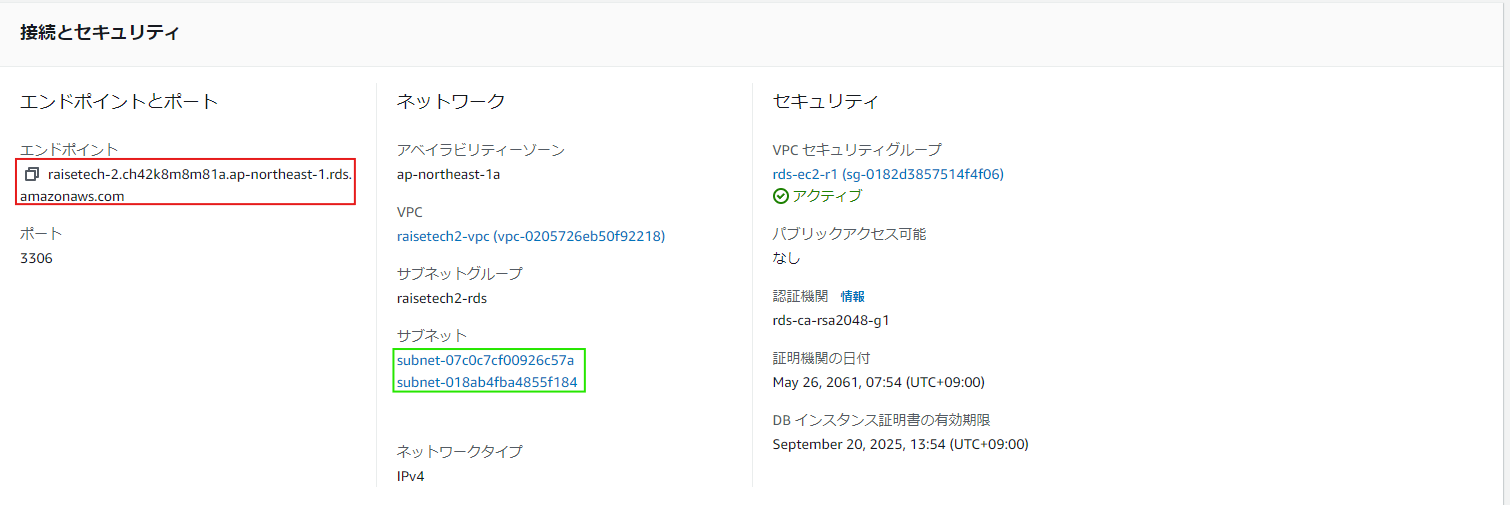 接続とセキュリティ
エンドポイントとポート
エンドポイント
raisetech-2.ch42k8m8m81a.ap-northeast-1.rds.
amazonaws.com
ポート
3306
ネットワーク
アベイラビリティーゾーン
ap-northeast-1a
VPC
raisetech2-vpc (vpc-0205726eb50f92218)
サブネットグループ
raisetech2-rds
サブネット
subnet-07c0c7cf00926c57a
subnet-018ab4fba4855f184
ネットワークタイプ
IPv4
セキュリティ
VPC セキュリティグループ
rds-ec2-r1 (sg-0182d3857514f4f06)
アクティブ
パブリックアクセス可能
なし
認証機関 情報
rds-ca-rsa2048-g1
証明機関の日付
May 26, 2061, 07:54 (UTC+09:00)
DB インスタンス証明書の有効期限
September 20, 2025, 13:54 (UTC+09:00)